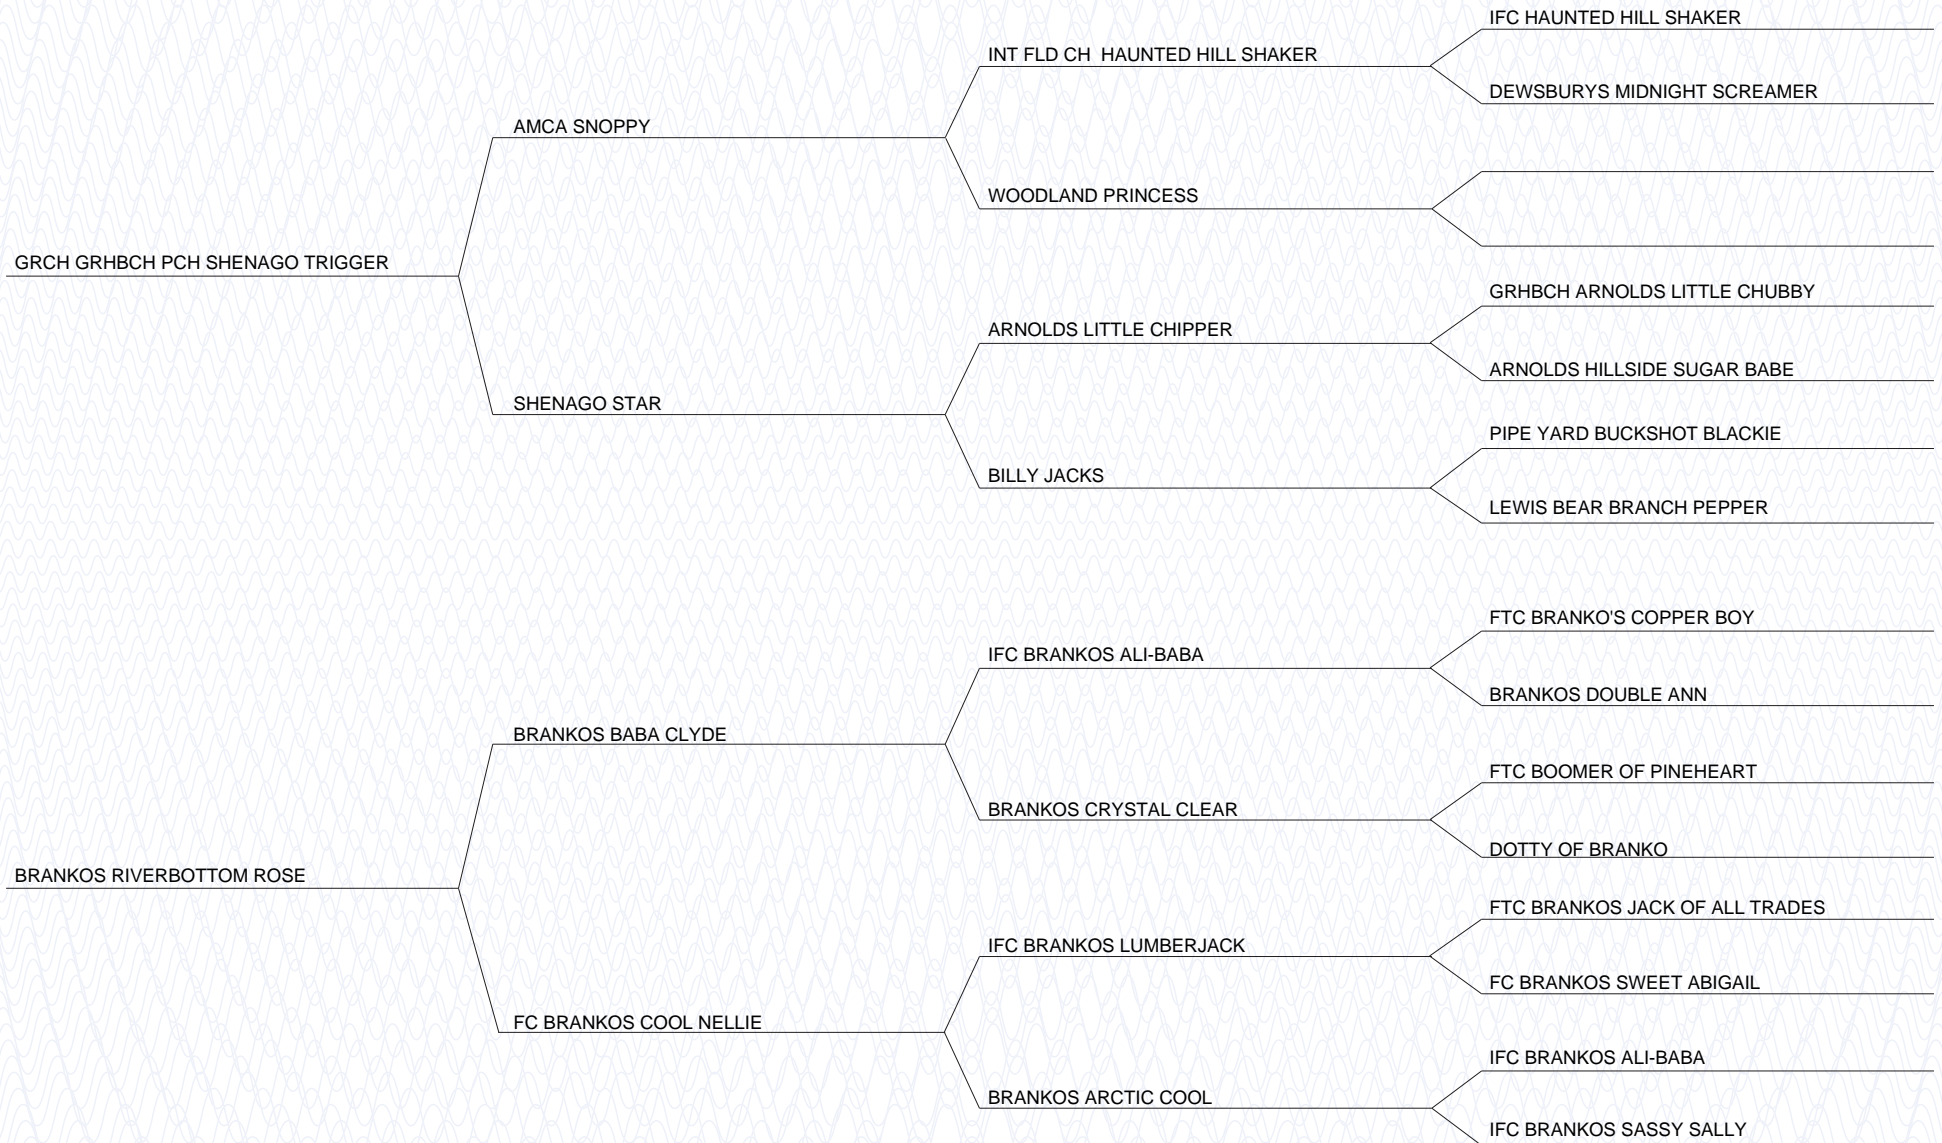 IFC HAUNTED HILL SHAKER
INT FLD CH  HAUNTED HILL SHAKER
DEWSBURYS MIDNIGHT SCREAMER
AMCA SNOPPY
WOODLAND PRINCESS
GRCH GRHBCH PCH SHENAGO TRIGGER
GRHBCH ARNOLDS LITTLE CHUBBY
ARNOLDS LITTLE CHIPPER
ARNOLDS HILLSIDE SUGAR BABE
SHENAGO STAR
PIPE YARD BUCKSHOT BLACKIE
BILLY JACKS
LEWIS BEAR BRANCH PEPPER
FTC BRANKO'S COPPER BOY
IFC BRANKOS ALI-BABA
BRANKOS DOUBLE ANN
BRANKOS BABA CLYDE
FTC BOOMER OF PINEHEART
BRANKOS CRYSTAL CLEAR
DOTTY OF BRANKO
BRANKOS RIVERBOTTOM ROSE
FTC BRANKOS JACK OF ALL TRADES
IFC BRANKOS LUMBERJACK
FC BRANKOS SWEET ABIGAIL
FC BRANKOS COOL NELLIE
IFC BRANKOS ALI-BABA
BRANKOS ARCTIC COOL
IFC BRANKOS SASSY SALLY